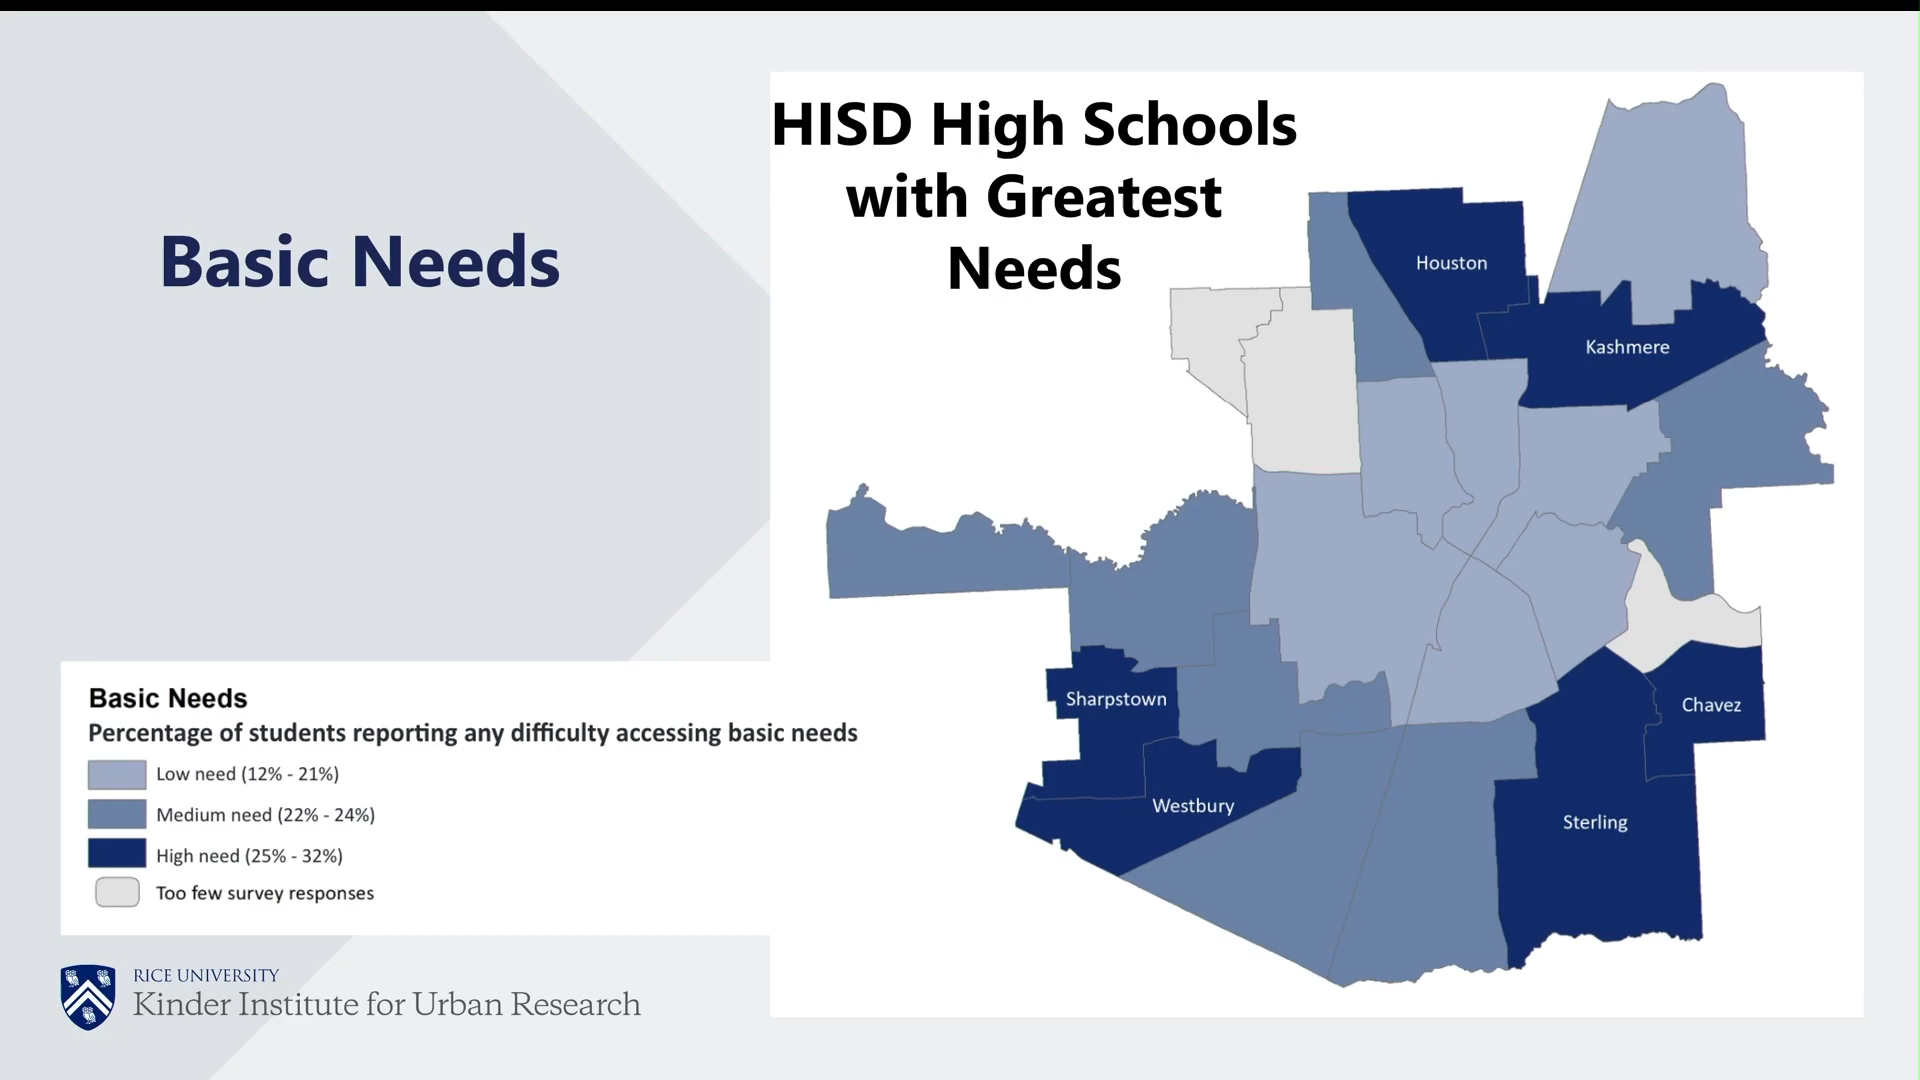 HISD High Schools
with Greatest
Needs
Basic Needs
Houston
Kashmere
Sharpstown
Chavez
Westbury
Sterling
Basic Needs
Percentage of students reporting any difficulty accessing basic needs
Low need (12% - 21%)
Medium need (22% - 24%)
High need (25% - 32%)
Too few survey responses
RICE UNIVERSITY
Kinder Institute for Urban Research